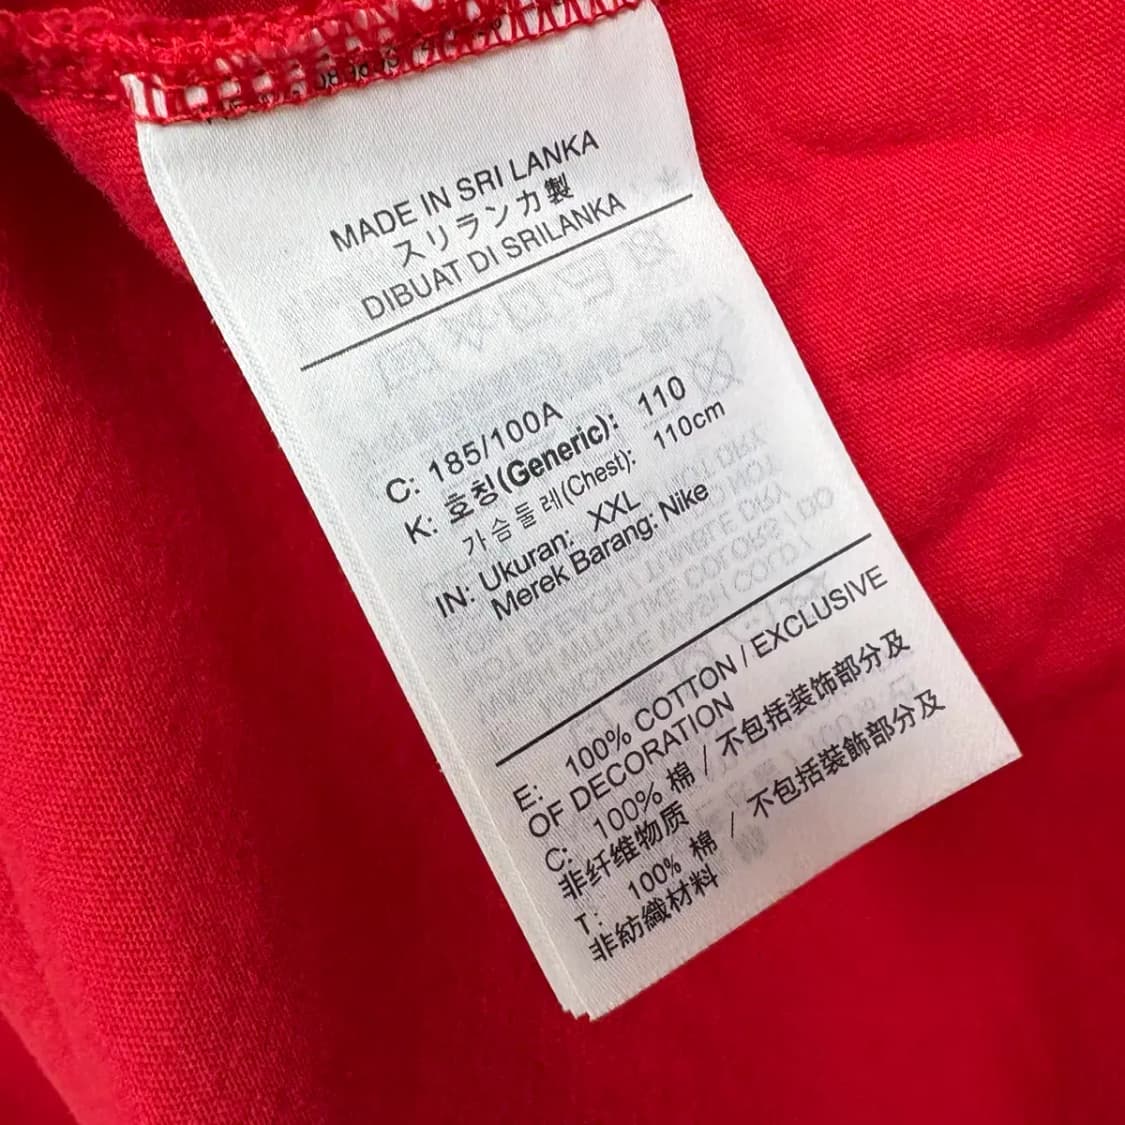 MADE IN SRI LANKA
スリランカ製
DIBUAT DI SRILANKA
C: 185/100A
K: 호칭(Generic): 110
가슴둘레(Chest): 110cm
IN: Ukuran: XXL
Merek Barang: Nike
E: 100% COTTON / EXCLUSIVE
OF DECORATION
C: 100% 棉 / 不包括装饰部分及
非纤维物质
T: 100% 棉 / 不包括裝飾部分及
非紡織材料